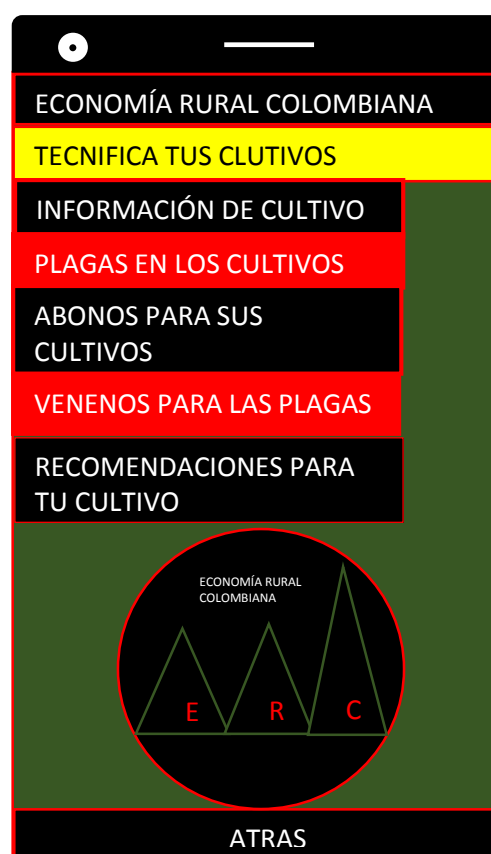 ECONOMÍA RURAL COLOMBIANA
TECNIFICA TUS CLUTIVOS
INFORMACIÓN DE CULTIVO
PLAGAS EN LOS CULTIVOS
ABONOS PARA SUS
CULTIVOS
VENENOS PARA LAS PLAGAS
RECOMENDACIONES PARA
TU CULTIVO
ECONOMÍA RURAL
COLOMBIANA
E R C
ATRAS